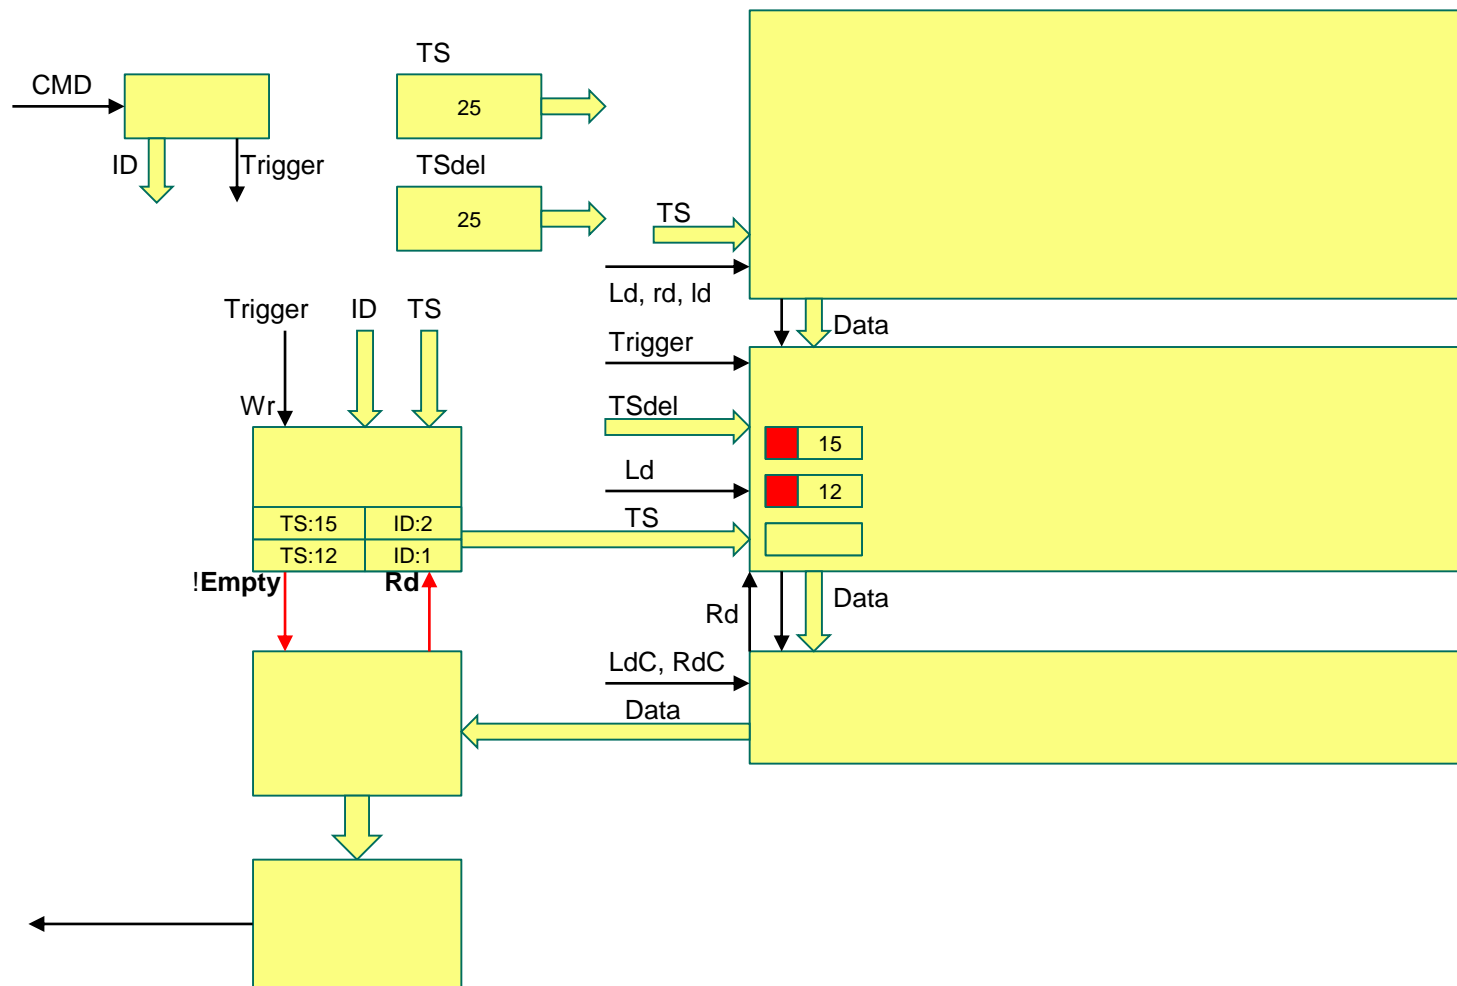 TS
CMD
25
ID
Trigger
TSdel
25
TS
Ld, rd, ld
Trigger
ID
TS
Data
Trigger
Wr
TSdel
15
Ld
12
TS:15
ID:2
TS
TS:12
ID:1
!Empty
Rd
Rd
Data
LdC, RdC
Data